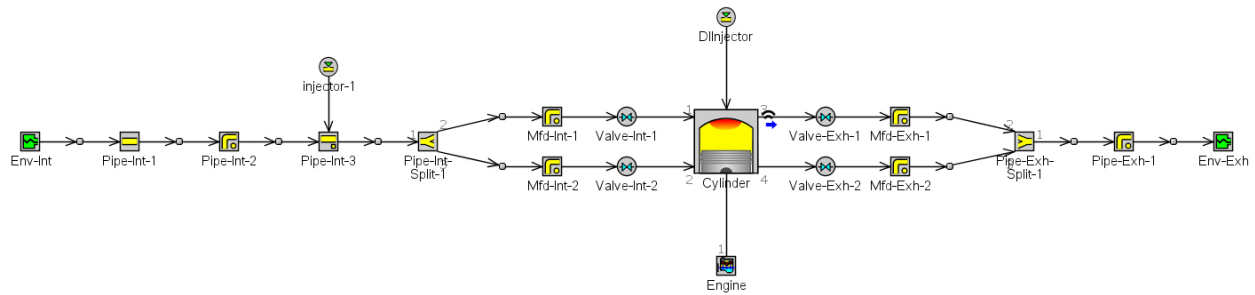 DIInjector
injector-1
Env-Int
Pipe-Int-1
Pipe-Int-2
Pipe-Int-3
1
2
Pipe-Int-
Split-1
1
Mfd-Int-1
Valve-Int-1
1
Mfd-Int-2
Valve-Int-2
2
Cylinder
3
4
Valve-Exh-1
Mfd-Exh-1
Valve-Exh-2
Mfd-Exh-2
2
1
Pipe-Exh-
Split-1
Pipe-Exh-1
Env-Exh
1
Engine